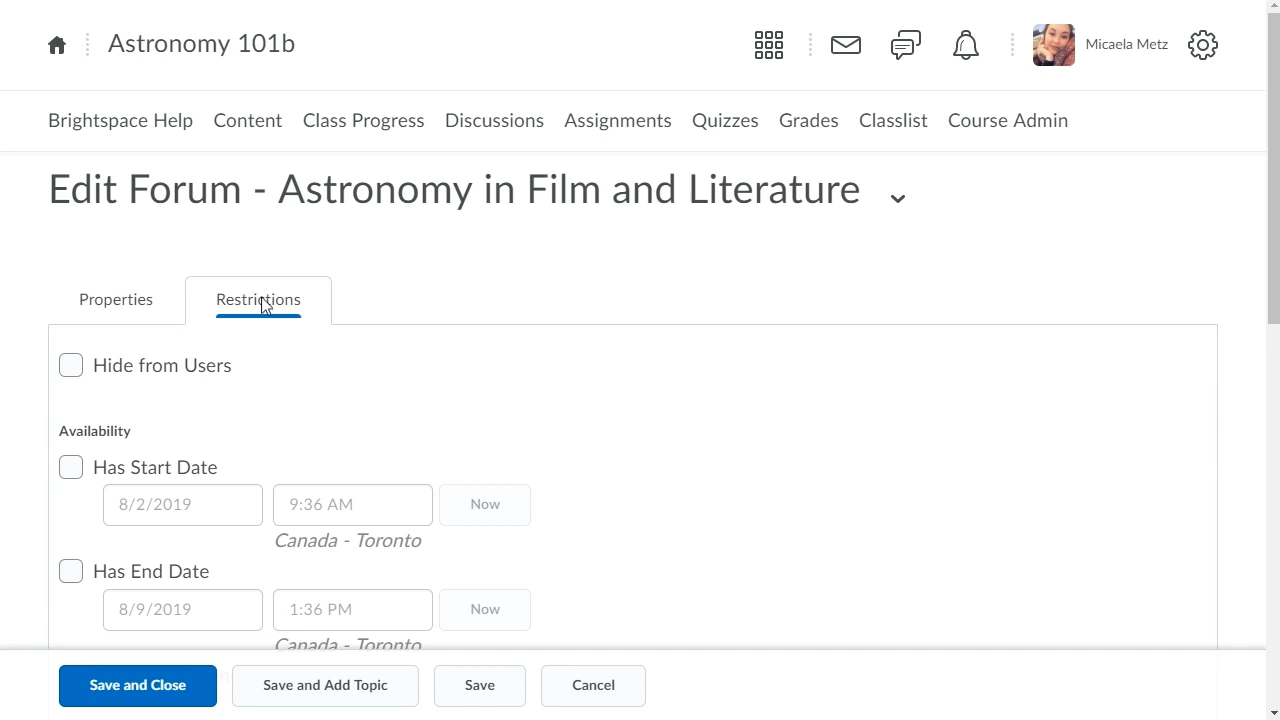 Astronomy 101b
Micaela Metz
Brightspace Help Content Class Progress Discussions Assignments Quizzes Grades Classlist Course Admin
Edit Forum - Astronomy in Film and Literature
Properties Restrictions
Hide from Users
Availability
Has Start Date
8/2/2019 9:36 AM Now
Canada - Toronto
Has End Date
8/9/2019 1:36 PM Now
Canada - Toronto
Save and Close Save and Add Topic Save Cancel